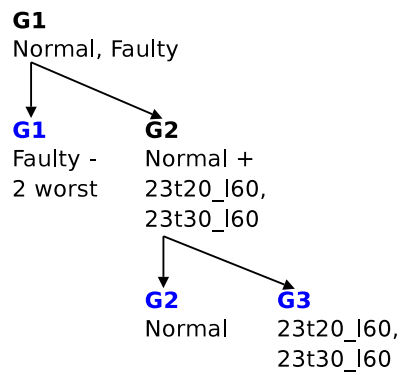 G1
Normal, Faulty
G1
Faulty -
2 worst
G2
Normal +
23t20_l60,
23t30_l60
G2
Normal
G3
23t20_l60,
23t30_l60